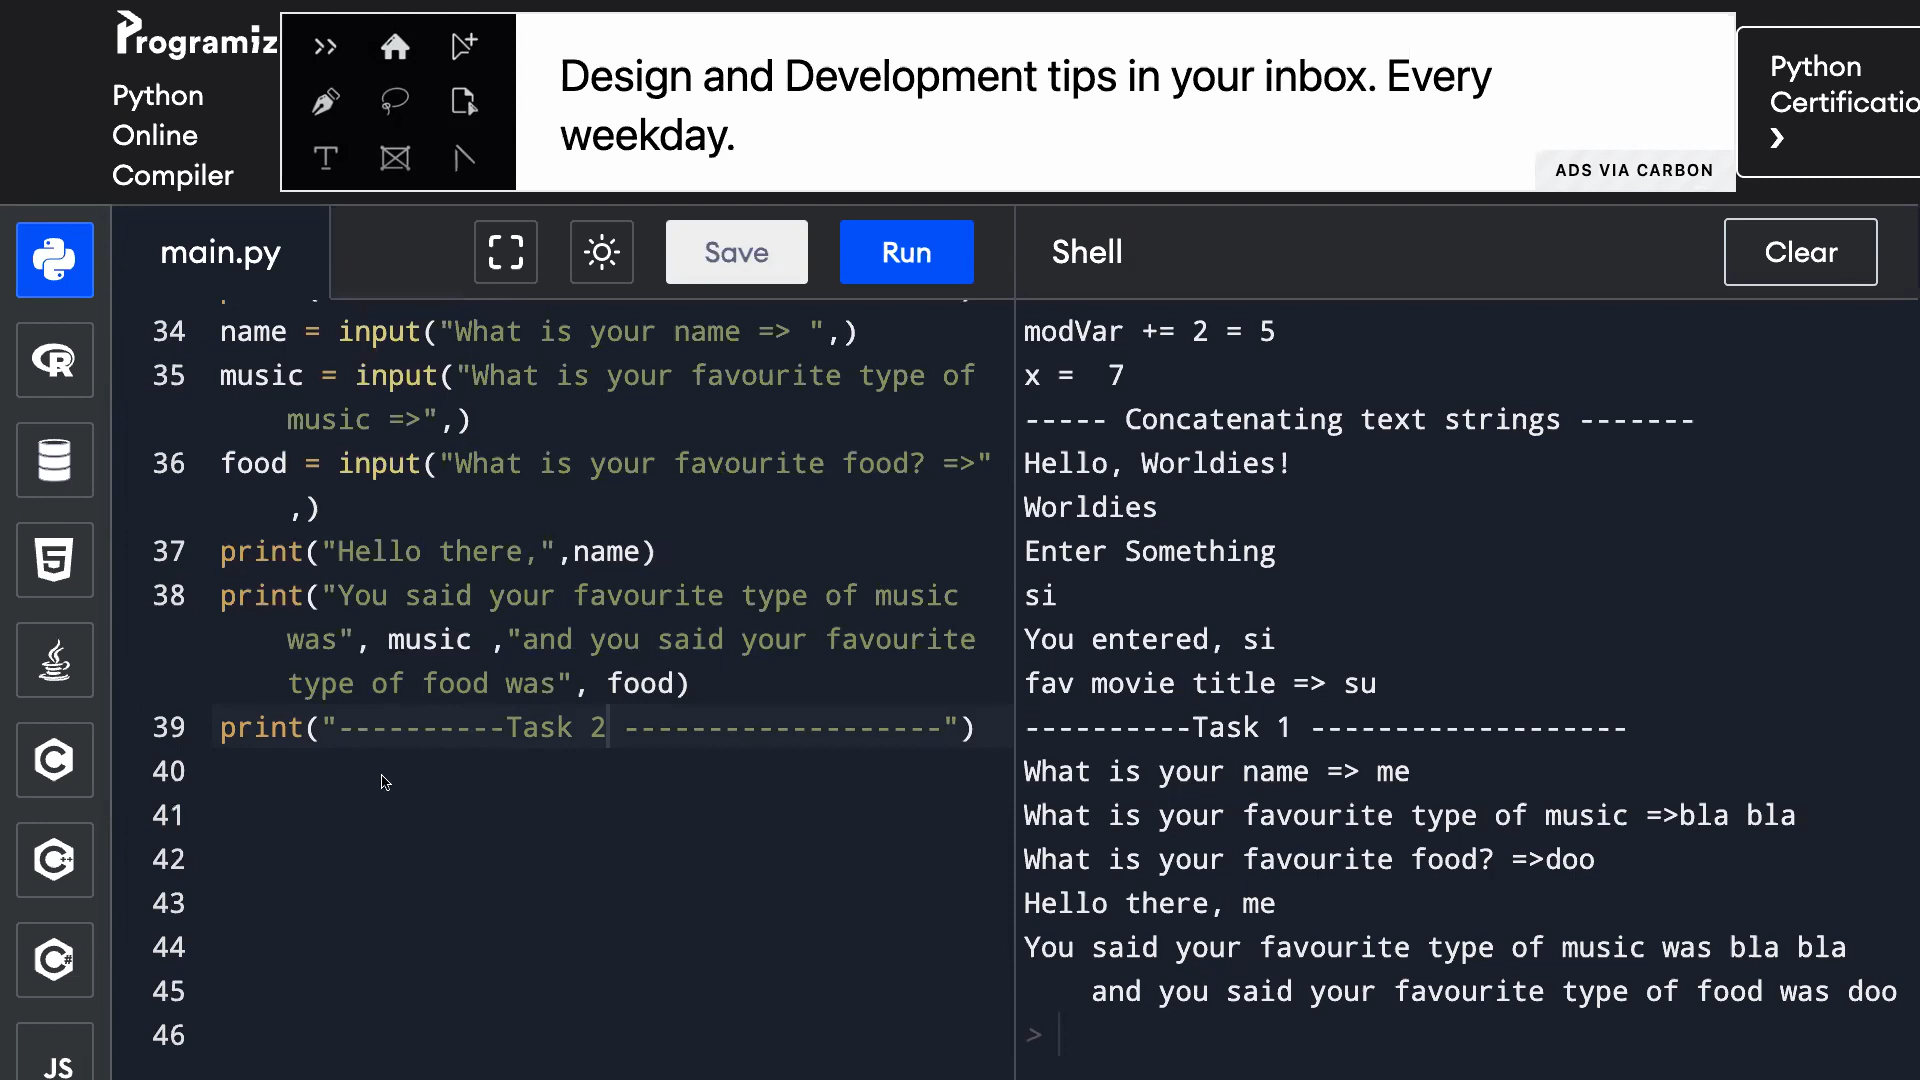 Programiz
Python
Online
Compiler
Design and Development tips in your inbox. Every
weekday.
ADS VIA CARBON
Python
Certificatio
❯
main.py
Save
Run
Shell
Clear
34 name = input("What is your name => ",)
35 music = input("What is your favourite type of
music =>",)
36 food = input("What is your favourite food? =>"
,)
37 print("Hello there,",name)
38 print("You said your favourite type of music
was", music ,"and you said your favourite
type of food was", food)
39 print("----------Task 2 -------------------")
40
41
42
43
44
45
46
modVar += 2 = 5
x =  7
----- Concatenating text strings -------
Hello, Worldies!
Worldies
Enter Something
si
You entered, si
fav movie title => su
----------Task 1 -------------------
What is your name => me
What is your favourite type of music =>bla bla
What is your favourite food? =>doo
Hello there, me
You said your favourite type of music was bla bla
and you said your favourite type of food was doo
>
JS